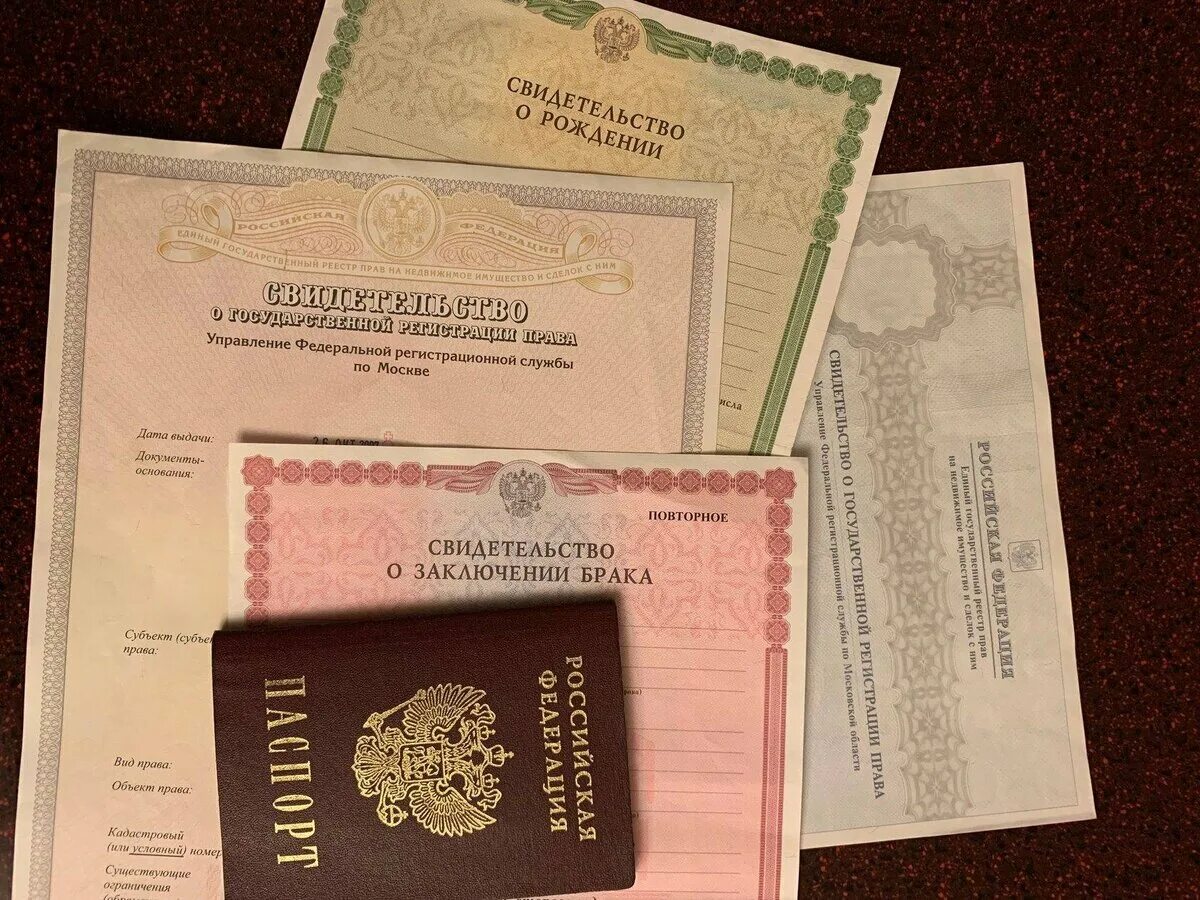 СВИДЕТЕЛЬСТВО
О РОЖДЕНИИ
РОССИЙСКАЯ ФЕДЕРАЦИЯ
ЕДИНЫЙ ГОСУДАРСТВЕННЫЙ РЕЕСТР ПРАВ НА НЕДВИЖИМОЕ ИМУЩЕСТВО И СДЕЛОК С НИМ
СВИДЕТЕЛЬСТВО
О ГОСУДАРСТВЕННОЙ РЕГИСТРАЦИИ ПРАВА
Управление Федеральной регистрационной службы
по Москве
Дата выдачи:
26 ОКТ
Документы-
основания:
Субъект
права:
Вид права:
Объект права:
Кадастровый
(или условный) номер
Существующие
ограничения
исла
ПОВТОРНОЕ
СВИДЕТЕЛЬСТВО
О ЗАКЛЮЧЕНИИ БРАКА
РОССИЙСКАЯ
ФЕДЕРАЦИЯ
ПАСПОРТ
РОССИЙСКАЯ ФЕДЕРАЦИЯ
Единый государственный реестр прав
на недвижимое имущество и сделок с ним
СВИДЕТЕЛЬСТВО О ГОСУДАРСТВЕННОЙ РЕГИСТРАЦИИ ПРАВА
Управление Федеральной регистрационной службы по Московской области